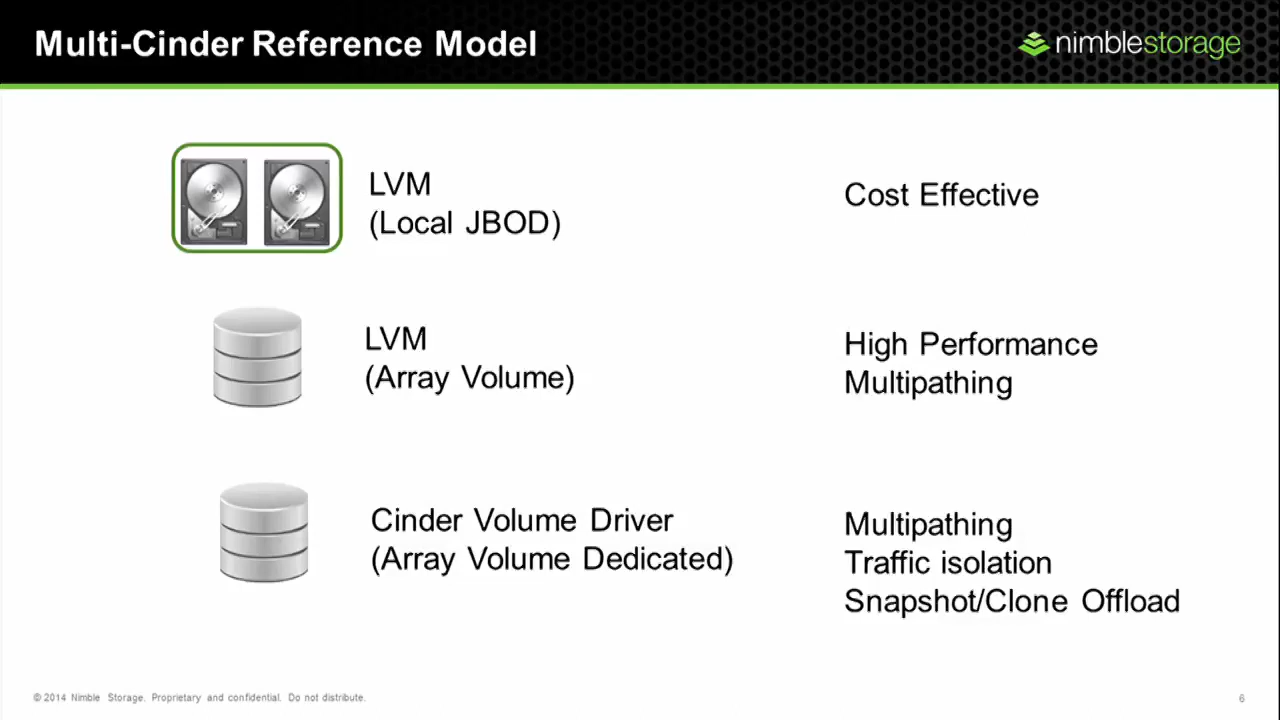 Multi-Cinder Reference Model
nimblestorage
LVM
(Local JBOD)
Cost Effective
LVM
(Array Volume)
High Performance
Multipathing
Cinder Volume Driver
(Array Volume Dedicated)
Multipathing
Traffic isolation
Snapshot/Clone Offload
© 2014 Nimble Storage. Proprietary and confidential. Do not distribute.
6